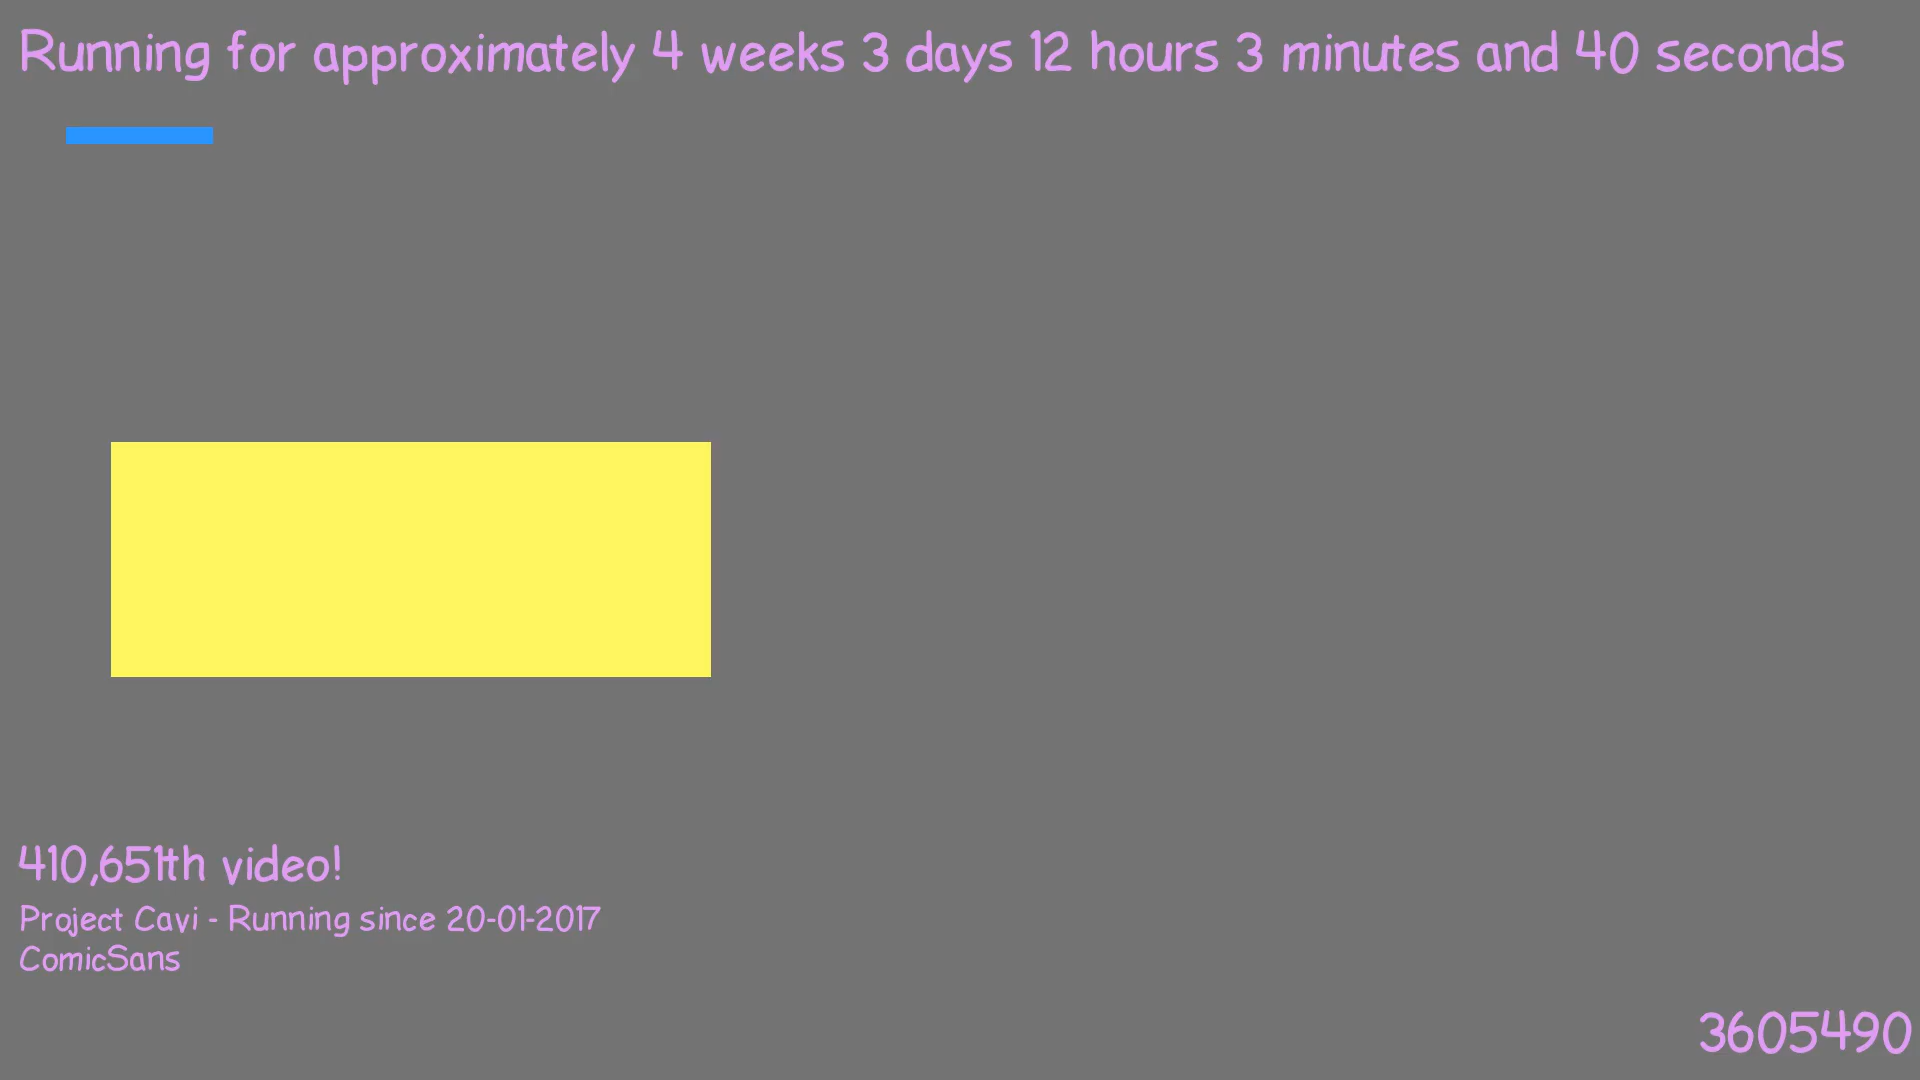 Running for approximately 4 weeks 3 days 12 hours 3 minutes and 40 seconds
410,651th video!
Project Cavi - Running since 20-01-2017
ComicSans
3605490